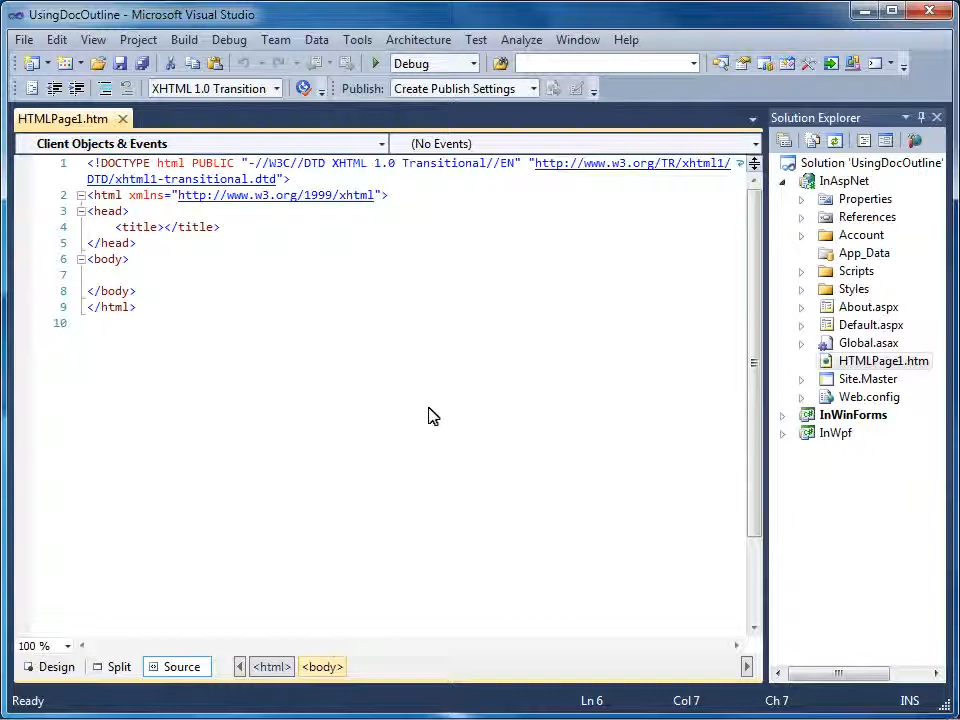 UsingDocOutline - Microsoft Visual Studio
File Edit View Project Build Debug Team Data Tools Architecture Test Analyze Window Help
Debug
XHTML 1.0 Transition Publish: Create Publish Settings
HTMLPage1.htm
Client Objects & Events (No Events)
1 <!DOCTYPE html PUBLIC "-//W3C//DTD XHTML 1.0 Transitional//EN" "http://www.w3.org/TR/xhtml1/
DTD/xhtml1-transitional.dtd">
2 <html xmlns="http://www.w3.org/1999/xhtml">
3 <head>
4 <title></title>
5 </head>
6 <body>
7
8 </body>
9 </html>
10
100 %
Design Split Source <html> <body>
Solution Explorer
Solution 'UsingDocOutline'
InAspNet
Properties
References
Account
App_Data
Scripts
Styles
About.aspx
Default.aspx
Global.asax
HTMLPage1.htm
Site.Master
Web.config
InWinForms
InWpf
Ready Ln 6 Col 7 Ch 7 INS